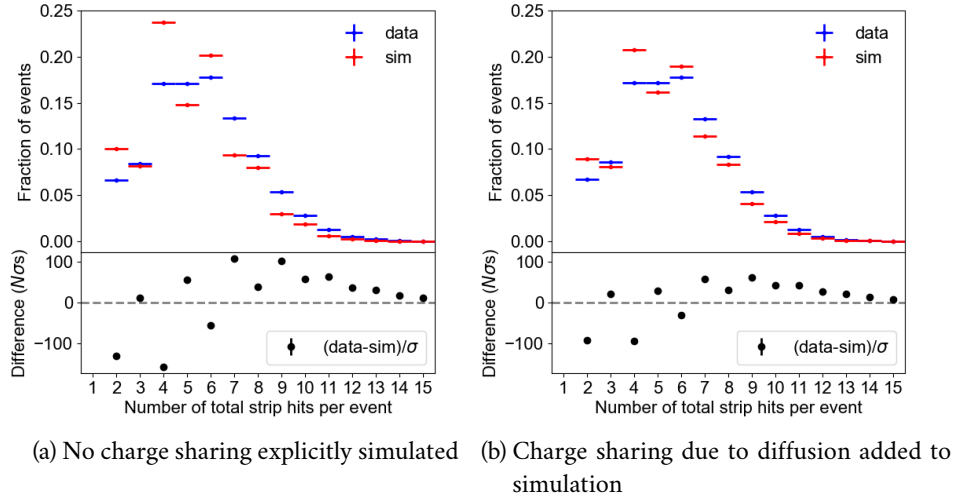 0.25
0.20
0.15
0.10
0.05
0.00
Fraction of events
data
sim
100
0
−100
Difference (Nσs)
(data-sim)/σ
1 2 3 4 5 6 7 8 9 10 11 12 13 14 15
Number of total strip hits per event
(a) No charge sharing explicitly simulated
0.25
0.20
0.15
0.10
0.05
0.00
Fraction of events
data
sim
100
0
−100
Difference (Nσs)
(data-sim)/σ
1 2 3 4 5 6 7 8 9 10 11 12 13 14 15
Number of total strip hits per event
(b) Charge sharing due to diffusion added to
simulation